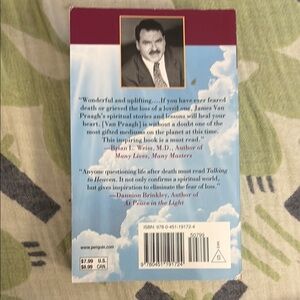 "Wonderful and uplifting....If you have ever feared
death or grieved the loss of a loved one, James Van
Praagh's spiritual stories and lessons will heal your
heart. [Van Praagh] is without a doubt one of the
most gifted mediums on the planet at this time.
This inspiring book is a must read."
—Brian L. Weiss, M.D., Author of
Many Lives, Many Masters
"Anyone questioning life after death must read Talking
to Heaven. It not only confirms a spiritual world, but
gives inspiration to eliminate the fear of loss."
—Dannion Brinkley, Author of
At Peace in the Light
www.penguin.com
$7.99 U.S.
$8.99 CAN.
ISBN: 978-0-451-19172-4
50799
9 780451 191724